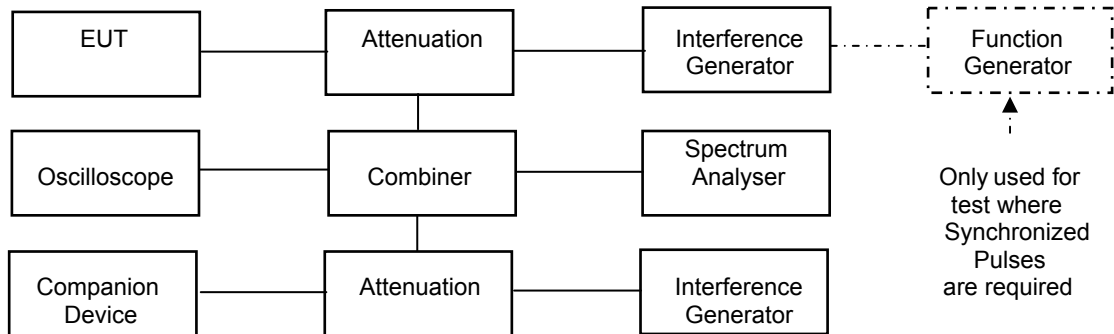 EUT
Attenuation
Interference
Generator
Function
Generator
Oscilloscope
Combiner
Spectrum
Analyser
Only used for
test where
Synchronized
Pulses
are required
Companion
Device
Attenuation
Interference
Generator